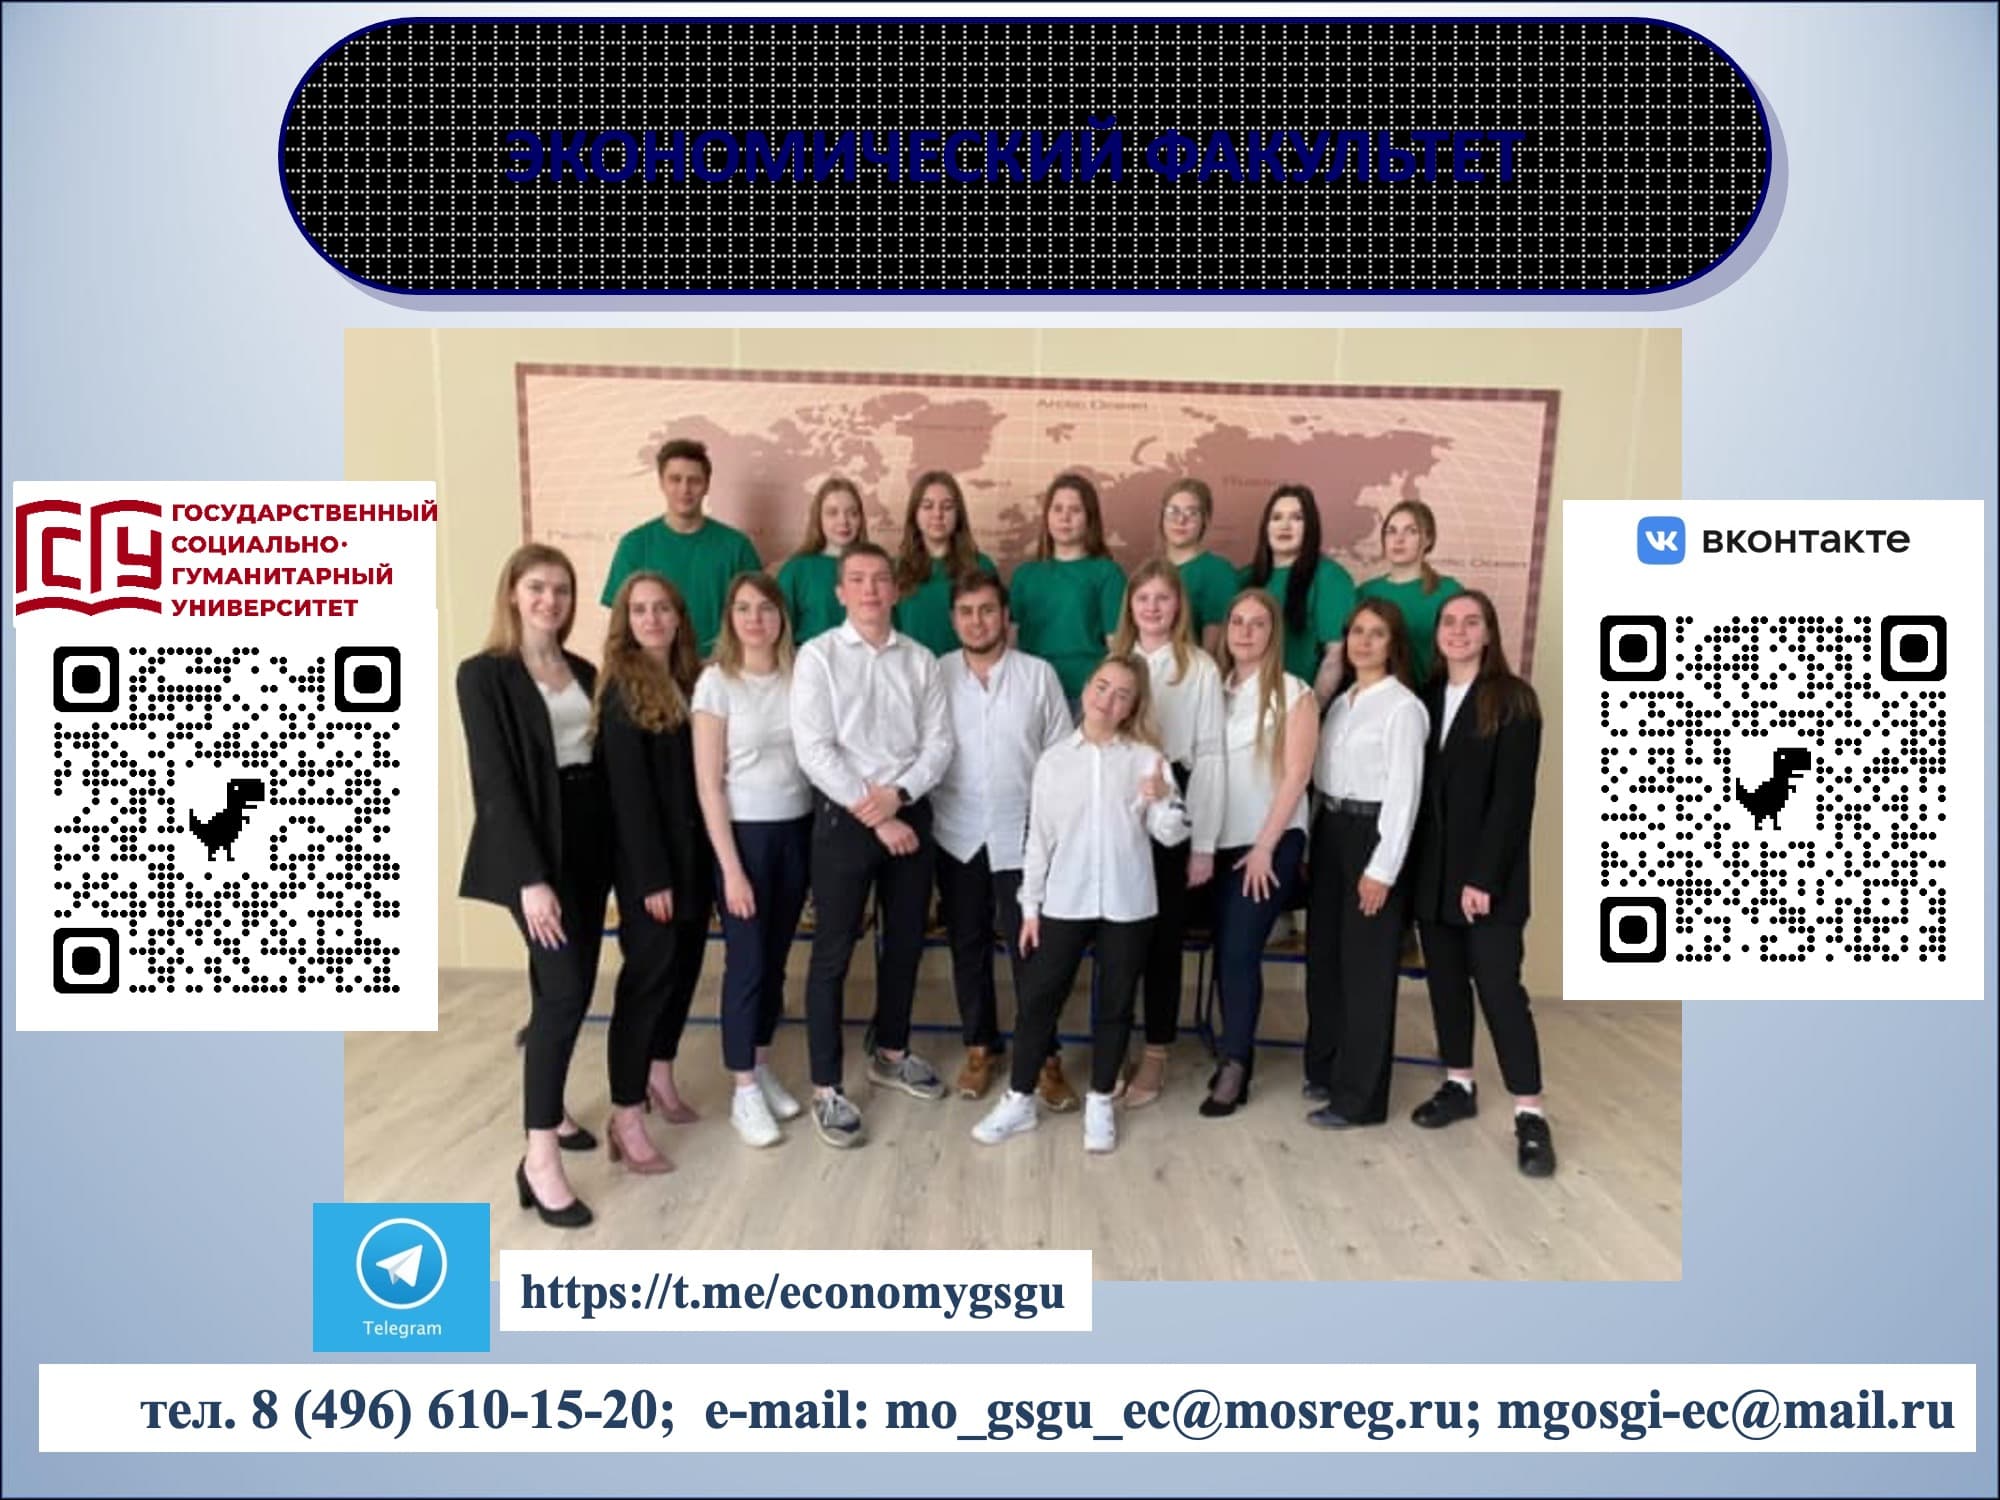 ЭКОНОМИЧЕСКИЙ ФАКУЛЬТЕТ
Arctic Ocean
ГОСУДАРСТВЕННЫЙ
СОЦИАЛЬНО-
ГУМАНИТАРНЫЙ
УНИВЕРСИТЕТ
ГСГУ
вконтакте
Telegram
https://t.me/economygsgu
тел. 8 (496) 610-15-20; e-mail: mo_gsgu_ec@mosreg.ru; mgosgi-ec@mail.ru